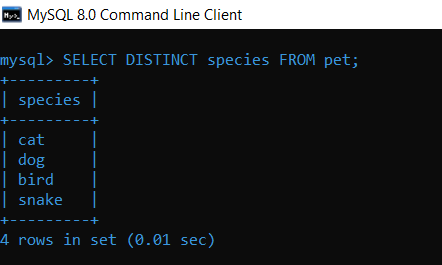 MySQL 8.0 Command Line Client
mysql> SELECT DISTINCT species FROM pet;
+---------+
| species |
+---------+
| cat     |
| dog     |
| bird    |
| snake   |
+---------+
4 rows in set (0.01 sec)